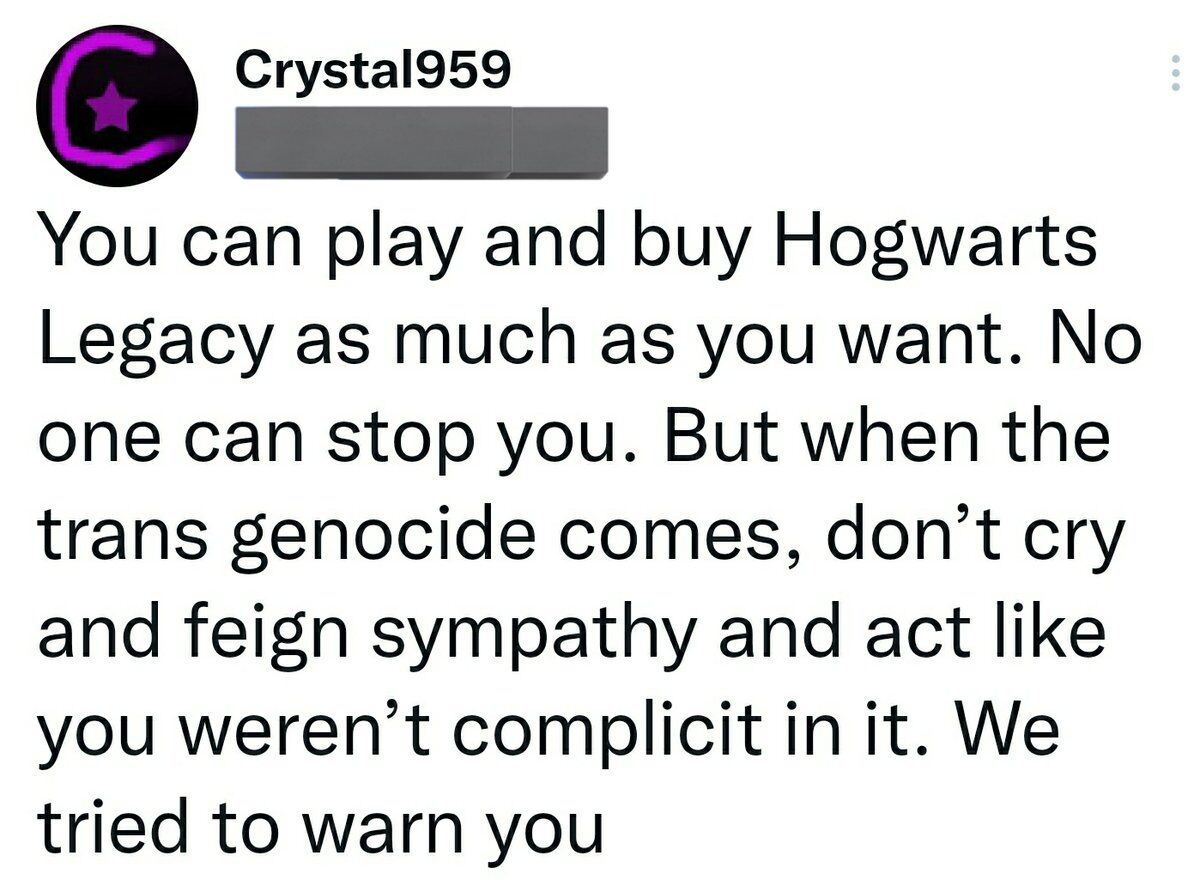 Crystal959
You can play and buy Hogwarts
Legacy as much as you want. No
one can stop you. But when the
trans genocide comes, don’t cry
and feign sympathy and act like
you weren’t complicit in it. We
tried to warn you